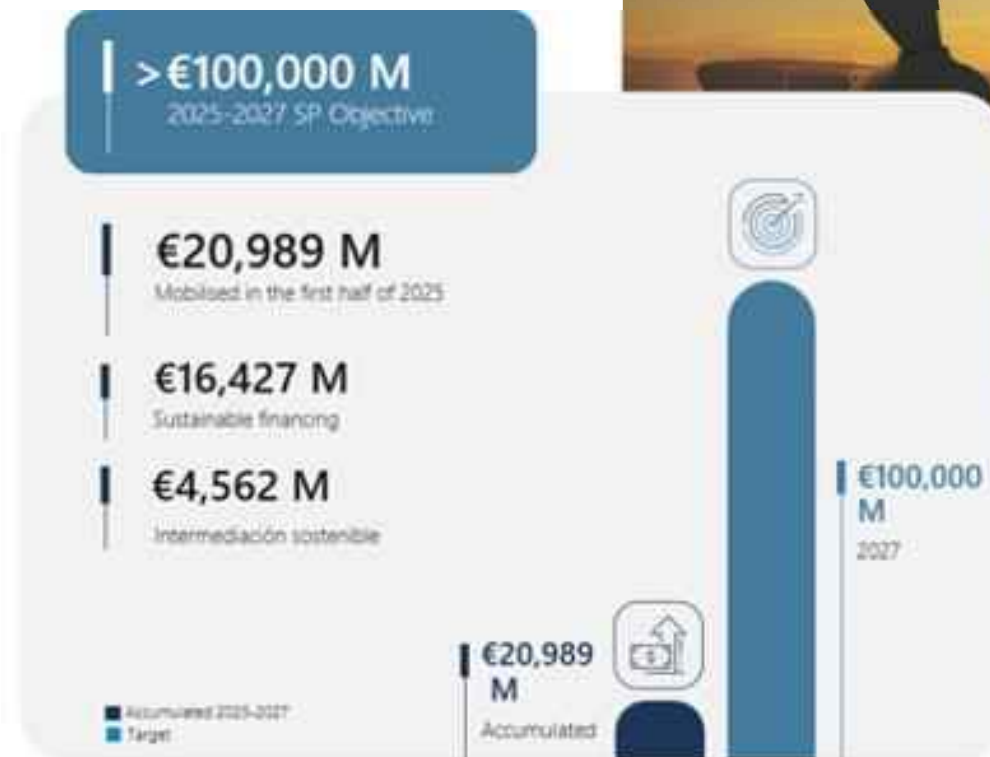 >€100,000 M
2025-2027 SP Objective
€20,989 M
Mobilised in the first half of 2025
€16,427 M
Sustainable financing
€4,562 M
Intermediación sostenible
€100,000
M
2027
€20,989
M
Accumulated
Accumulated 2025-2027
Target